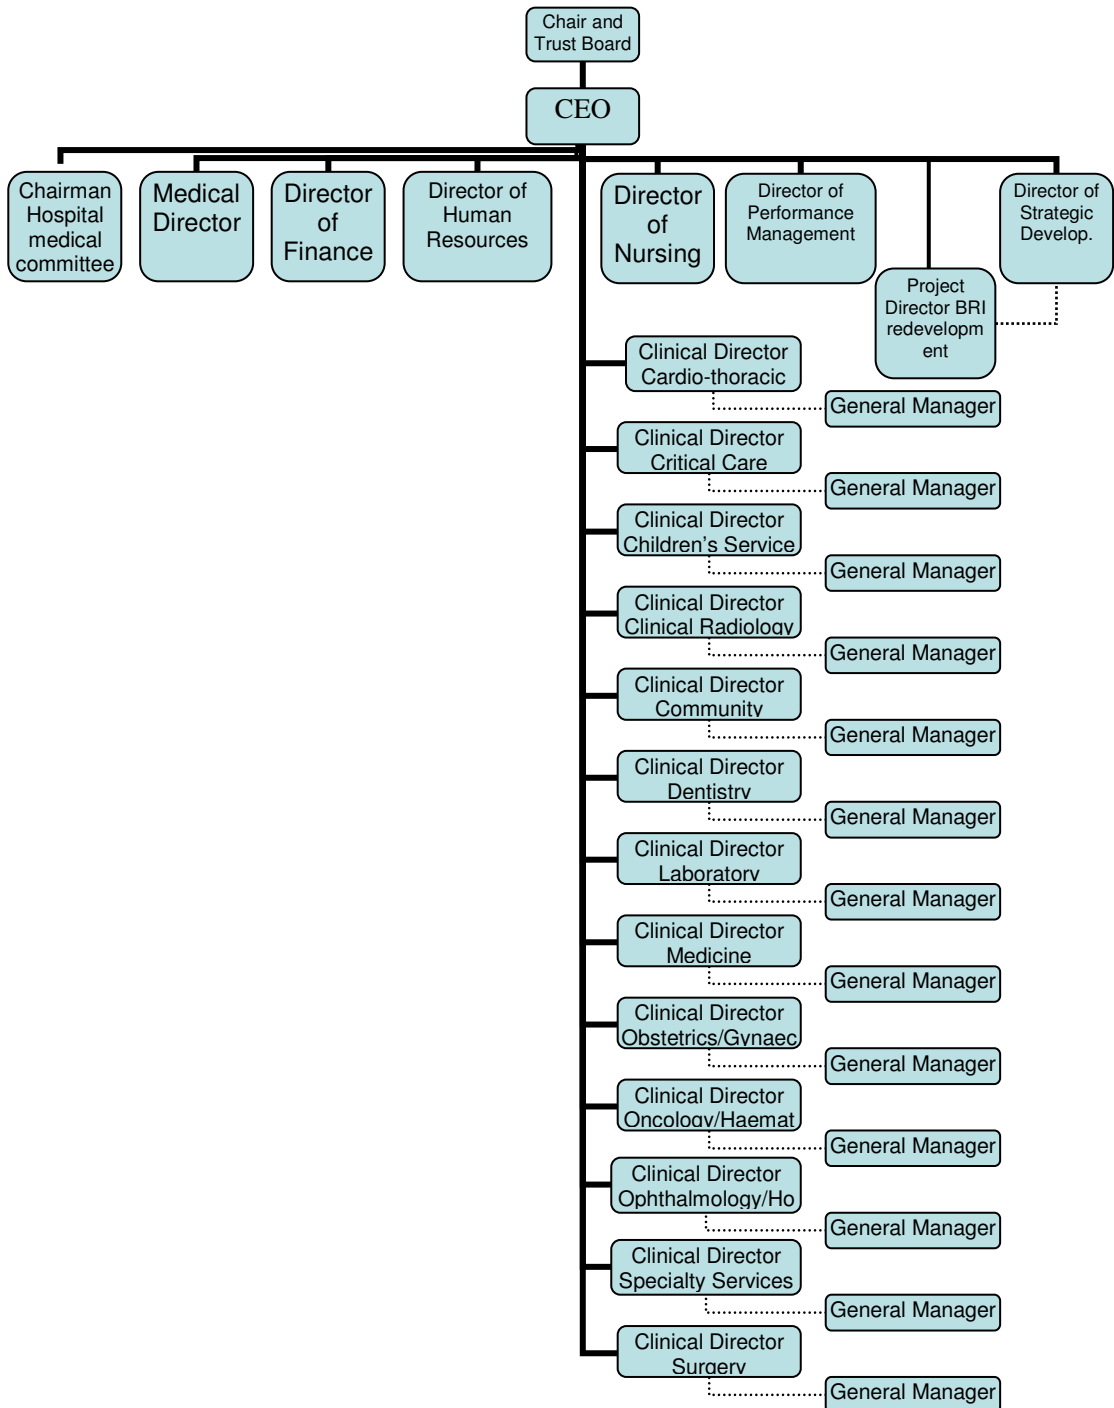 Chair and
Trust Board
CEO
Chairman
Hospital
medical
committee
Medical
Director
Director
of
Finance
Director of
Human
Resources
Director
of
Nursing
Director of
Performance
Management
Director of
Strategic
Develop.
Project
Director BRI
redevelopm
ent
Clinical Director
Cardio-thoracic
General Manager
Clinical Director
Critical Care
General Manager
Clinical Director
Children's Service
General Manager
Clinical Director
Clinical Radiology
General Manager
Clinical Director
Community
General Manager
Clinical Director
Dentistry
General Manager
Clinical Director
Laboratory
General Manager
Clinical Director
Medicine
General Manager
Clinical Director
Obstetrics/Gynaec
General Manager
Clinical Director
Oncology/Haemat
General Manager
Clinical Director
Ophthalmology/Ho
General Manager
Clinical Director
Specialty Services
General Manager
Clinical Director
Surgery
General Manager